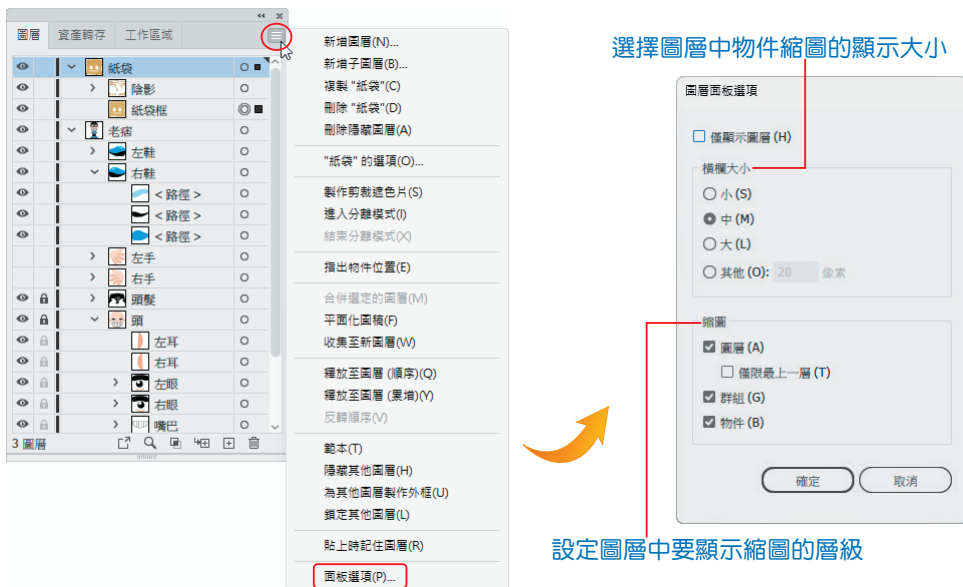 圖層 資產轉存 工作區域
紙袋
陰影
紙袋框
老痞
左鞋
右鞋
<路徑>
<路徑>
<路徑>
左手
右手
頭髮
頭
左耳
右耳
左眼
右眼
嘴巴
3 圖層
新增圖層(N)...
新增子圖層(B)...
複製 "紙袋"(C)
刪除 "紙袋"(D)
刪除隱藏圖層(A)
"紙袋" 的選項(O)...
製作剪裁遮色片(S)
進入分離模式(I)
結束分離模式(X)
指出物件位置(E)
合併選定的圖層(M)
平面化圖稿(F)
收集至新圖層(W)
釋放至圖層 (順序)(Q)
釋放至圖層 (累增)(Y)
反轉順序(V)
範本(T)
隱藏其他圖層(H)
為其他圖層製作外框(U)
鎖定其他圖層(L)
貼上時記住圖層(R)
面板選項(P)...
選擇圖層中物件縮圖的顯示大小
圖層面板選項
僅顯示圖層 (H)
橫欄大小
小 (S)
中 (M)
大 (L)
其他 (O): 20 像素
縮圖
圖層 (A)
僅限最上一層 (T)
群組 (G)
物件 (B)
確定 取消
設定圖層中要顯示縮圖的層級